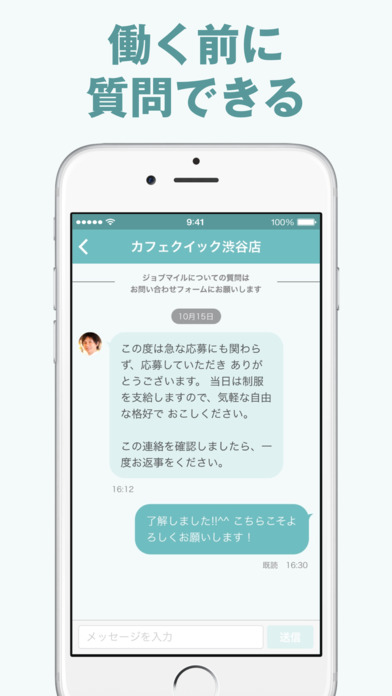 働く前に
質問できる
9:41
100%
カフェクイック渋谷店
ジョブマイルについての質問は
お問い合わせフォームにお願いします
10月15日
この度は急な応募にも関わら
ず、応募していただき ありが
とうございます。 当日は制服
を支給しますので、気軽な自由
な格好で おこしください。
この連絡を確認しましたら、一
度お返事をください。
16:12
了解しました!!^^ こちらこそよ
ろしくお願いします！
既読 16:30
メッセージを入力
送信